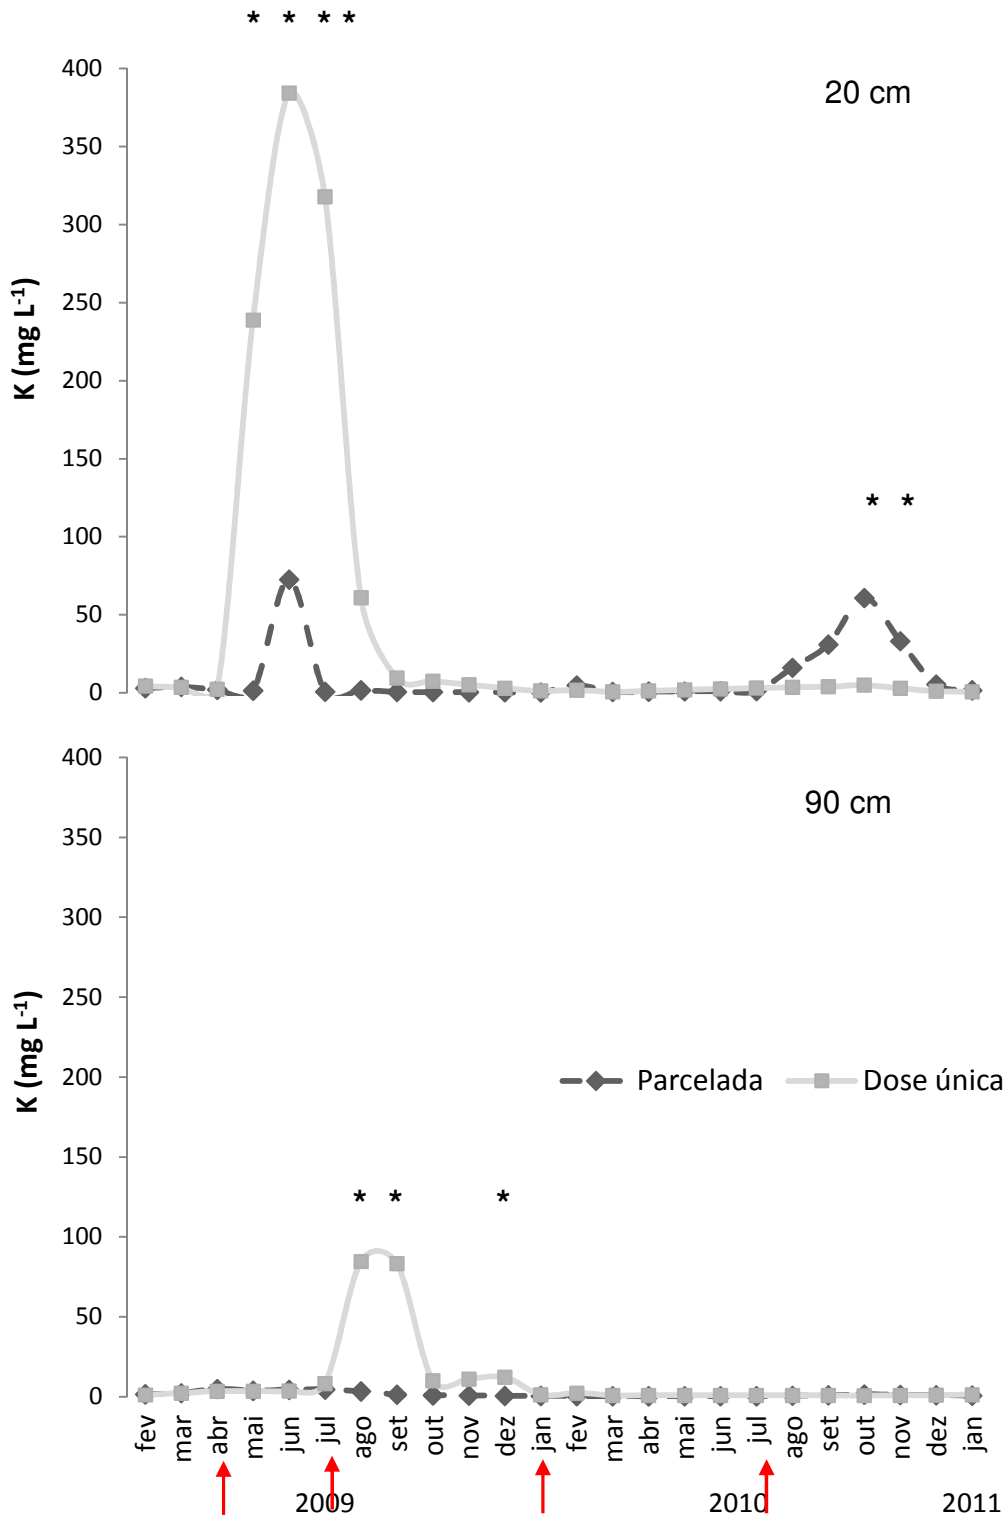 * * * *
400
20 cm
350
300
250
200
150
100
50
0
K (mg L⁻¹)
* *
400
90 cm
350
300
250
200
150
100
50
0
K (mg L⁻¹)
Parcelada Dose única
* * *
fev mar abr mai jun jul ago set out nov dez jan fev mar abr mai jun jul ago set out nov dez jan
2009 2010 2011